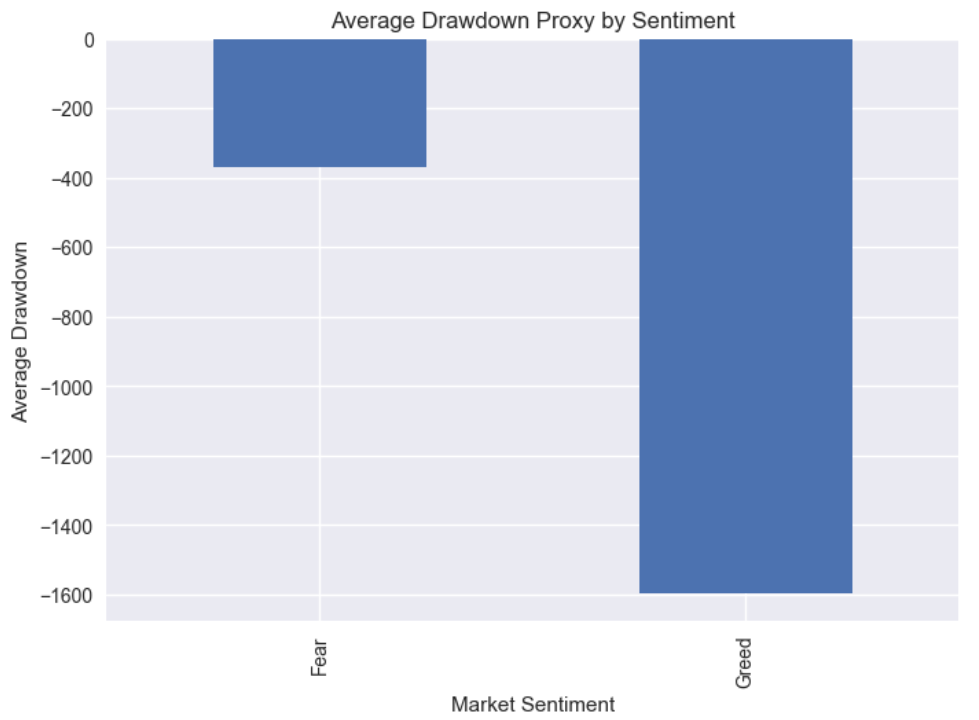 Average Drawdown Proxy by Sentiment
0
−200
−400
−600
−800
−1000
−1200
−1400
−1600
Average Drawdown
Fear
Greed
Market Sentiment